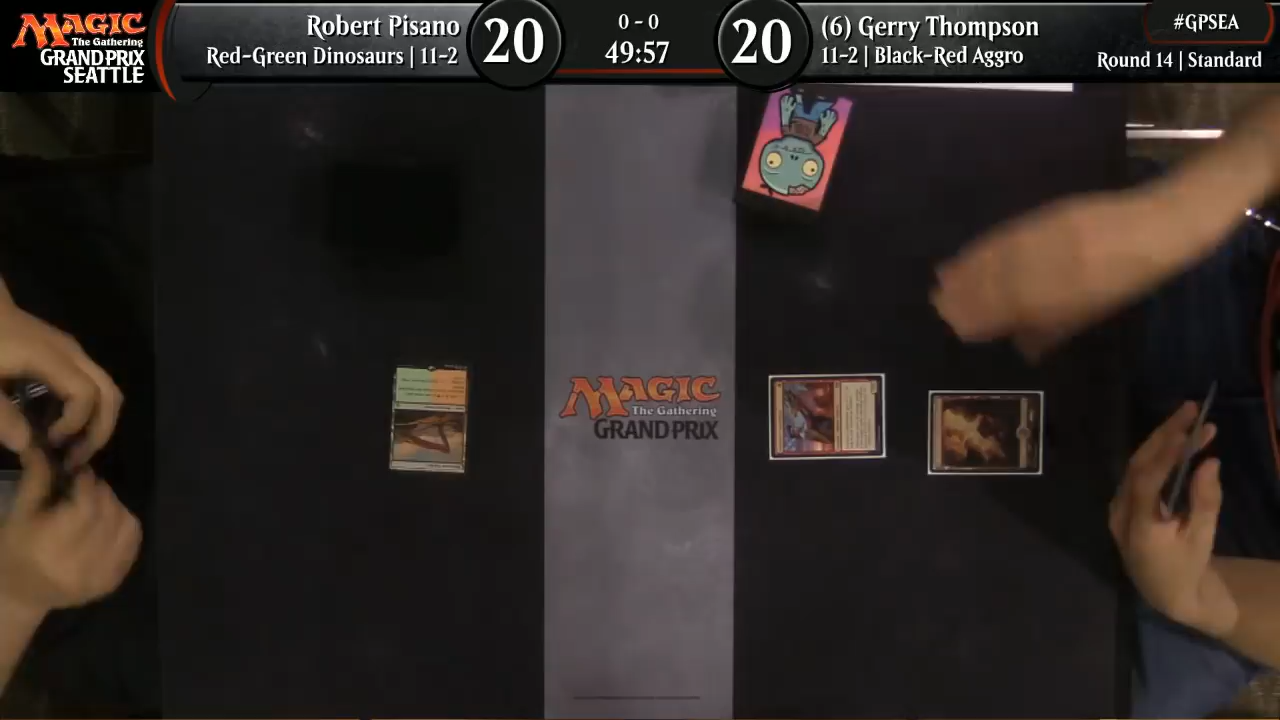 MAGIC
The Gathering
GRAND PRIX
SEATTLE
Robert Pisano
Red-Green Dinosaurs | 11-2
20
0 - 0
49:57
20
(6) Gerry Thompson
11-2 | Black-Red Aggro
#GPSEA
Round 14 | Standard
MAGIC
The Gathering
GRAND PRIX